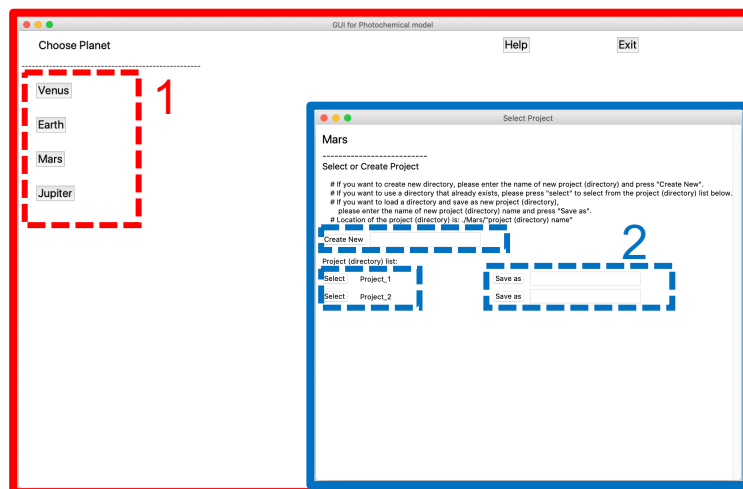 GUI for Photochemical model
Choose Planet
Help
Exit
----------------------------------------------------
1
Venus
Earth
Mars
Jupiter
Select Project
Mars
--------------------------
Select or Create Project
# If you want to create new directory, please enter the name of new project (directory) and press "Create New".
# If you want to use a directory that already exists, please press "select" to select from the project (directory) list below.
# If you want to load a directory and save as new project (directory),
please enter the name of new project (directory) name and press "Save as".
# Location of the project (directory) is: ./Mars/"project (directory) name"
Create New
2
Project (directory) list:
Select Project_1 Save as
Select Project_2 Save as